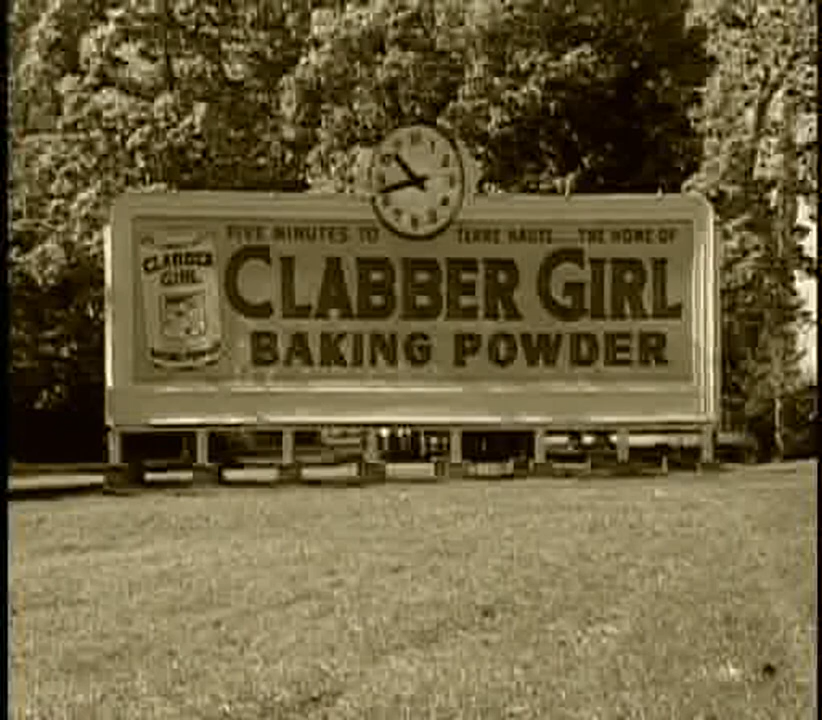 FIVE MINUTES TO TERRE HAUTE THE HOME OF
CLABBER GIRL
BAKING POWDER
CLABBER
GIRL